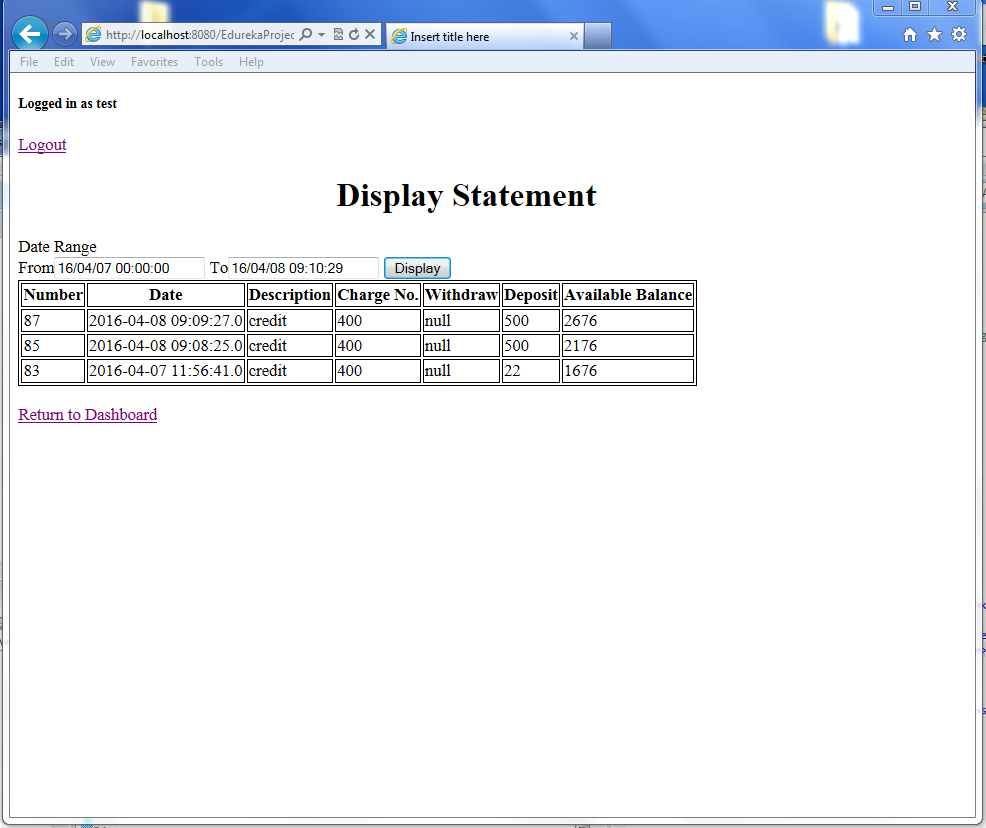 http://localhost:8080/EdurekaProjec
Insert title here
File Edit View Favorites Tools Help
Logged in as test
Logout
Display Statement
Date Range
From 16/04/07 00:00:00 To 16/04/08 09:10:29 Display
Number Date Description Charge No. Withdraw Deposit Available Balance
87 2016-04-08 09:09:27.0 credit 400 null 500 2676
85 2016-04-08 09:08:25.0 credit 400 null 500 2176
83 2016-04-07 11:56:41.0 credit 400 null 22 1676
Return to Dashboard